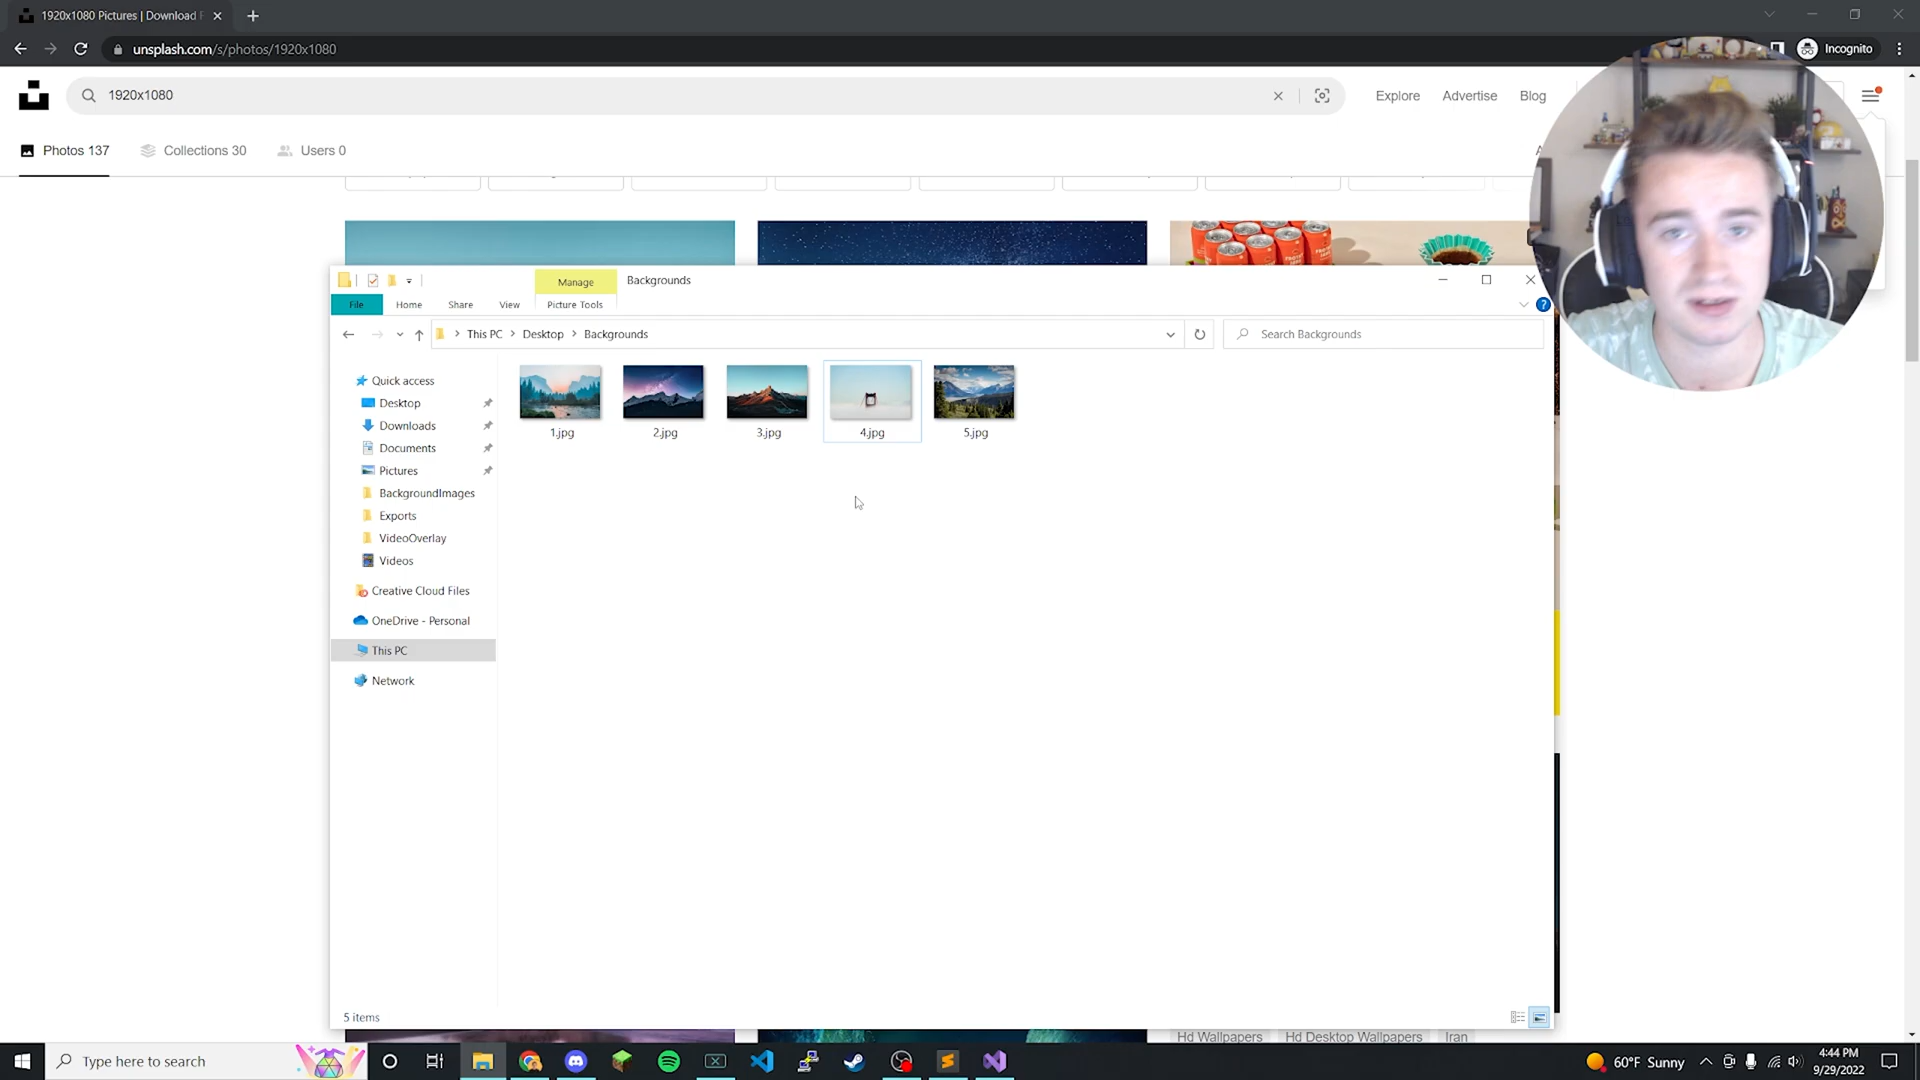 1920x1080 Pictures | Download F
unsplash.com/s/photos/1920x1080
Incognito
1920x1080
Explore
Advertise
Blog
Photos 137
Collections 30
Users 0
Manage
Backgrounds
File
Home
Share
View
Picture Tools
This PC
Desktop
Backgrounds
Search Backgrounds
Quick access
Desktop
Downloads
Documents
Pictures
BackgroundImages
Exports
VideoOverlay
Videos
Creative Cloud Files
OneDrive - Personal
This PC
Network
1.jpg
2.jpg
3.jpg
4.jpg
5.jpg
5 items
Hd Wallpapers
Hd Desktop Wallpapers
Iran
Type here to search
60°F Sunny
4:44 PM
9/29/2022